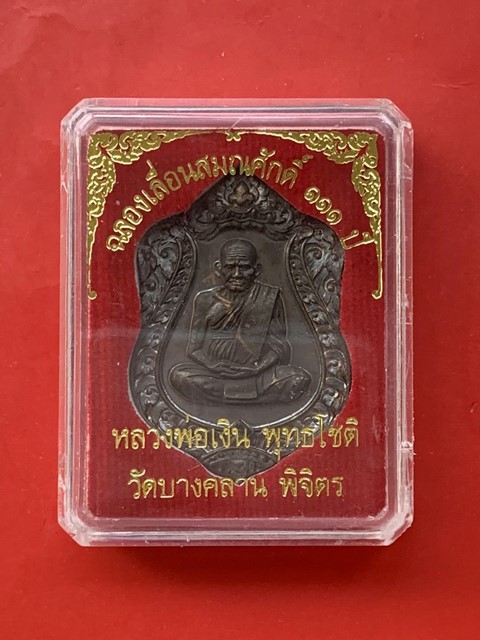 ฉลองเลื่อนสมณศักดิ์ ๑๑๑ ปี
หลวงพ่อเงิน พุทธโชติ
วัดบางคลาน พิจิตร